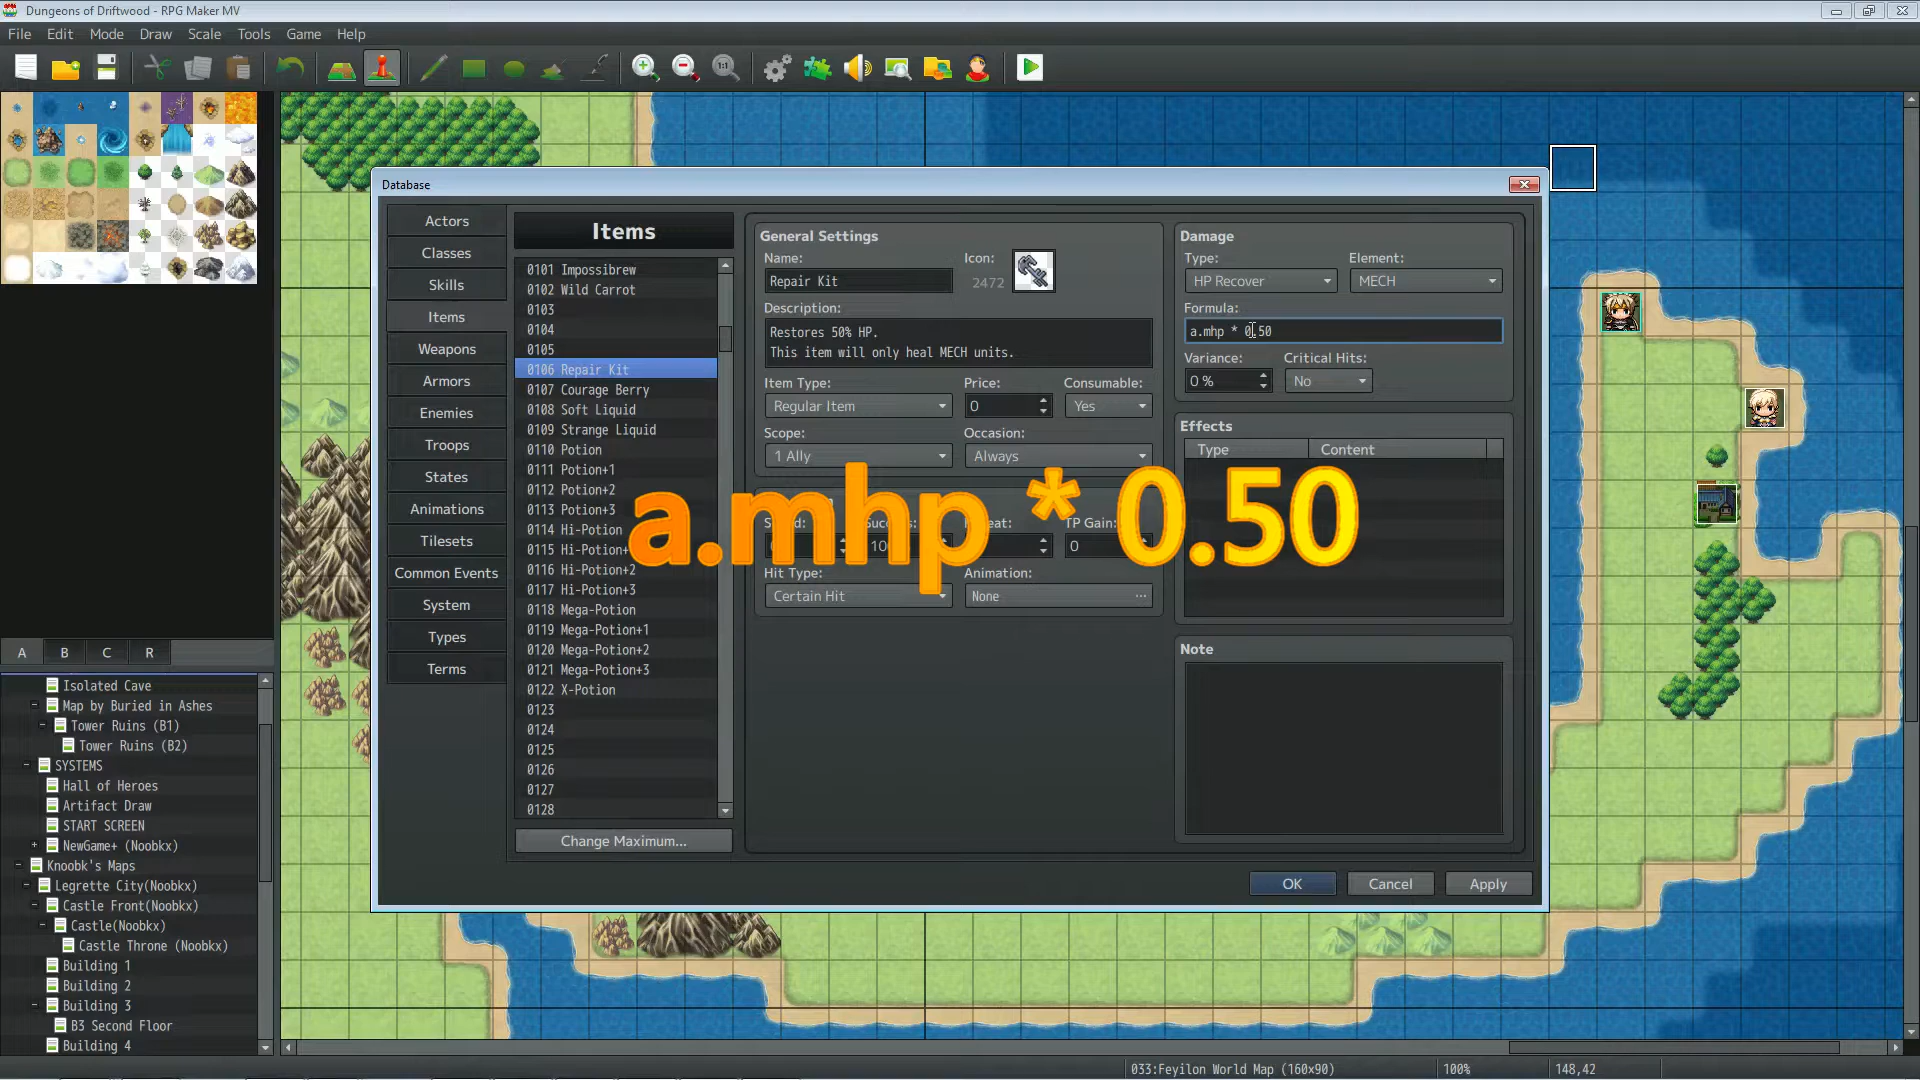 Dungeons of Driftwood - RPG Maker MV
File Edit Mode Draw Scale Tools Game Help
1:1
Database
Actors
Classes
Skills
Items
Weapons
Armors
Enemies
Troops
States
Animations
Tilesets
Common Events
System
Types
Terms
Items
0101 Impossibrew
0102 Wild Carrot
0103
0104
0105
0106 Repair Kit
0107 Courage Berry
0108 Soft Liquid
0109 Strange Liquid
0110 Potion
0111 Potion+1
0112 Potion+2
0113 Potion+3
0114 Hi-Potion
0115 Hi-Potion+
0116 Hi-Potion+2
0117 Hi-Potion+3
0118 Mega-Potion
0119 Mega-Potion+1
0120 Mega-Potion+2
0121 Mega-Potion+3
0122 X-Potion
0123
0124
0125
0126
0127
0128
Change Maximum...
General Settings
Name: Icon:
Repair Kit 2472
Description:
Restores 50% HP.
This item will only heal MECH units.
Item Type: Price: Consumable:
Regular Item 0 Yes
Scope: Occasion:
1 Ally Always
a.mhp * 0.50
TP Gain:
0
Hit Type: Animation:
Certain Hit None ...
Damage
Type: Element:
HP Recover MECH
Formula:
a.mhp * 0.50
Variance: Critical Hits:
0 % No
Effects
Type Content
Note
OK Cancel Apply
A B C R
Isolated Cave
Map by Buried in Ashes
Tower Ruins (B1)
Tower Ruins (B2)
SYSTEMS
Hall of Heroes
Artifact Draw
START SCREEN
NewGame+ (Noobkx)
Knoobk's Maps
Legrette City(Noobkx)
Castle Front(Noobkx)
Castle(Noobkx)
Castle Throne (Noobkx)
Building 1
Building 2
Building 3
B3 Second Floor
Building 4
033:Feyilon World Map (160×90) 100% 148,42